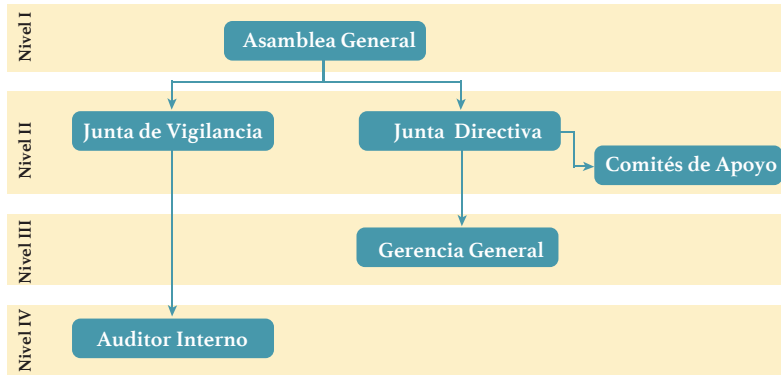 Nivel I
Asamblea General
Nivel II
Junta de Vigilancia
Junta Directiva
Comités de Apoyo
Nivel III
Gerencia General
Nivel IV
Auditor Interno